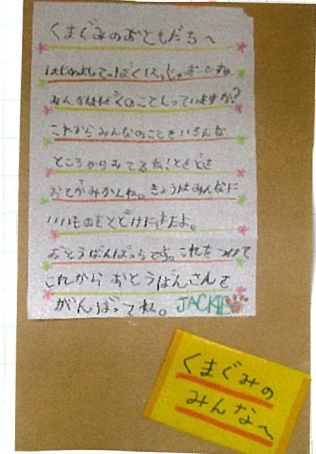 くまぐみのおともだちへ
はじめまして。ぼくは、じゃっきーです。
みんなはぼくのことしっていますか?
これからみんなのことをいろんな
ところからみてるよ!ときどき
おてがみかくね。きょうはみんなに
いいものをとどけにきたよ。
おとうばんばっちです。これをつけて
これからおとうばんさんを
がんばってね。JACKIE
くまぐみの
みんなへ